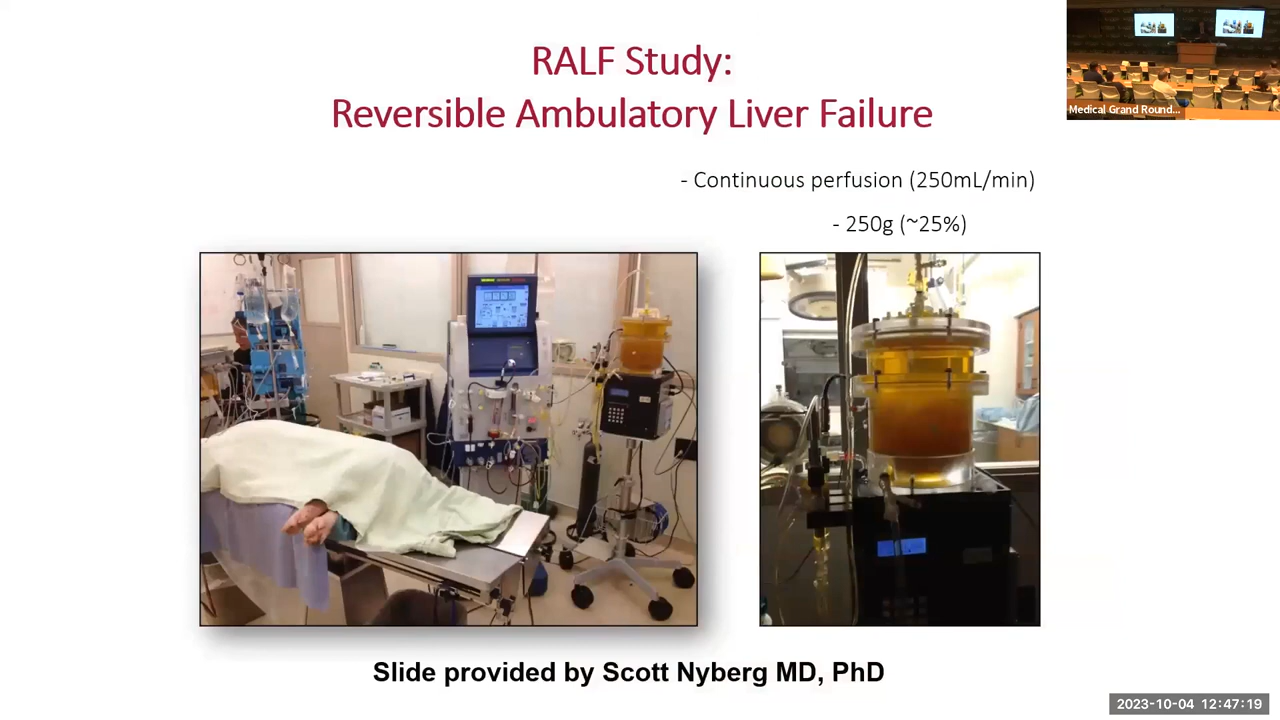 RALF Study:
Reversible Ambulatory Liver Failure
Medical Grand Round...
- Continuous perfusion (250mL/min)
- 250g (~25%)
Slide provided by Scott Nyberg MD, PhD
2023-10-04 12:47:19